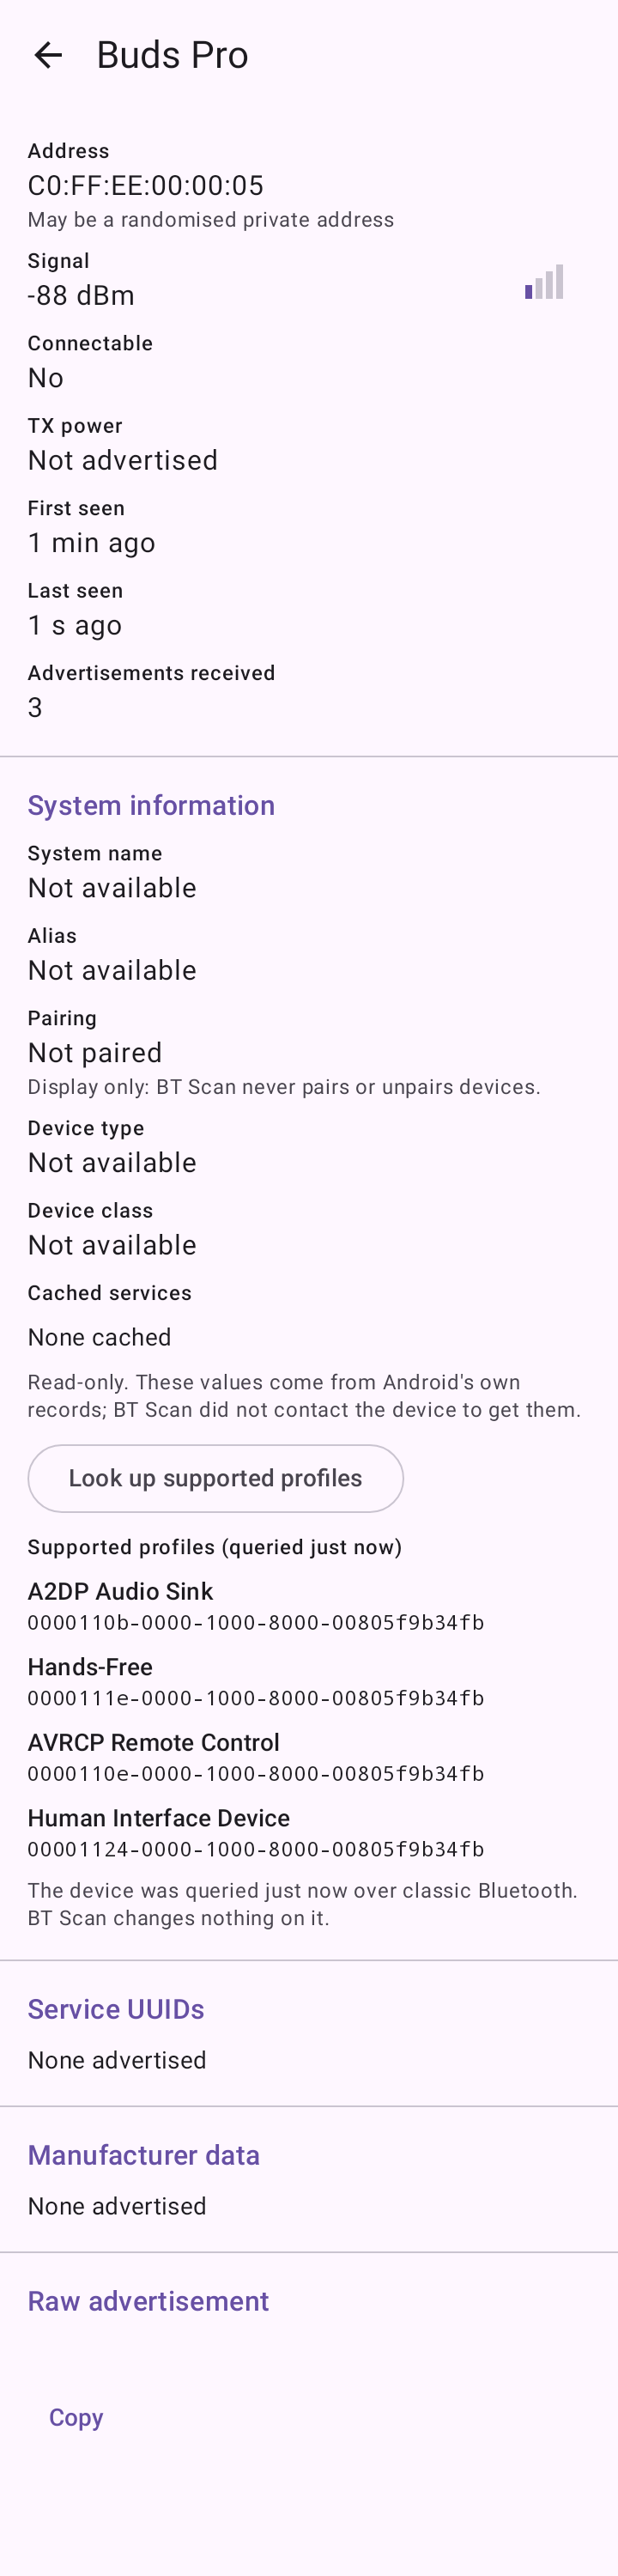 Buds Pro
Address
C0:FF:EE:00:00:05
May be a randomised private address
Signal
-88 dBm
Connectable
No
TX power
Not advertised
First seen
1 min ago
Last seen
1 s ago
Advertisements received
3
System information
System name
Not available
Alias
Not available
Pairing
Not paired
Display only: BT Scan never pairs or unpairs devices.
Device type
Not available
Device class
Not available
Cached services
None cached
Read-only. These values come from Android's own
records; BT Scan did not contact the device to get them.
Look up supported profiles
Supported profiles (queried just now)
A2DP Audio Sink
0000110b-0000-1000-8000-00805f9b34fb
Hands-Free
0000111e-0000-1000-8000-00805f9b34fb
AVRCP Remote Control
0000110e-0000-1000-8000-00805f9b34fb
Human Interface Device
00001124-0000-1000-8000-00805f9b34fb
The device was queried just now over classic Bluetooth.
BT Scan changes nothing on it.
Service UUIDs
None advertised
Manufacturer data
None advertised
Raw advertisement
Copy